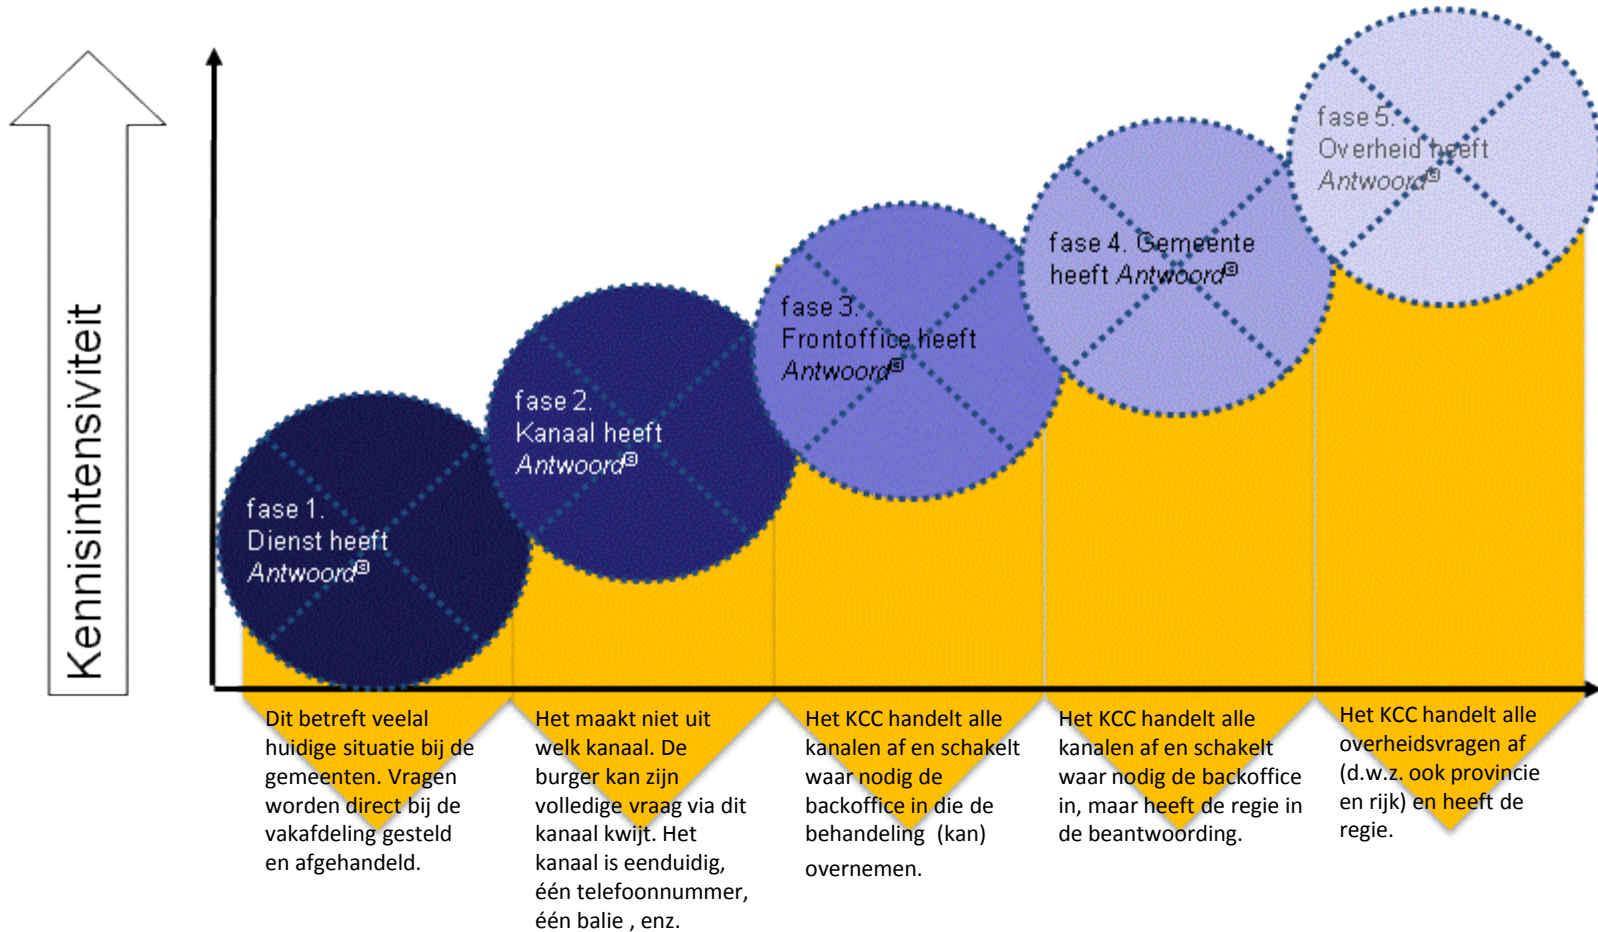 Kennisintensiviteit
fase 1.
Dienst heeft
Antwoord©
fase 2.
Kanaal heeft
Antwoord©
fase 3.
Frontoffice heeft
Antwoord©
fase 4. Gemeente
heeft Antwoord©
fase 5.
Overheid heeft
Antwoord©
Dit betreft veelal
huidige situatie bij de
gemeenten. Vragen
worden direct bij de
vakafdeling gesteld
en afgehandeld.
Het maakt niet uit
welk kanaal. De
burger kan zijn
volledige vraag via dit
kanaal kwijt. Het
kanaal is eenduidig,
één telefoonnummer,
één balie , enz.
Het KCC handelt alle
kanalen af en schakelt
waar nodig de
backoffice in die de
behandeling (kan)
overnemen.
Het KCC handelt alle
kanalen af en schakelt
waar nodig de backoffice
in, maar heeft de regie in
de beantwoording.
Het KCC handelt alle
overheidsvragen af
(d.w.z. ook provincie
en rijk) en heeft de
regie.